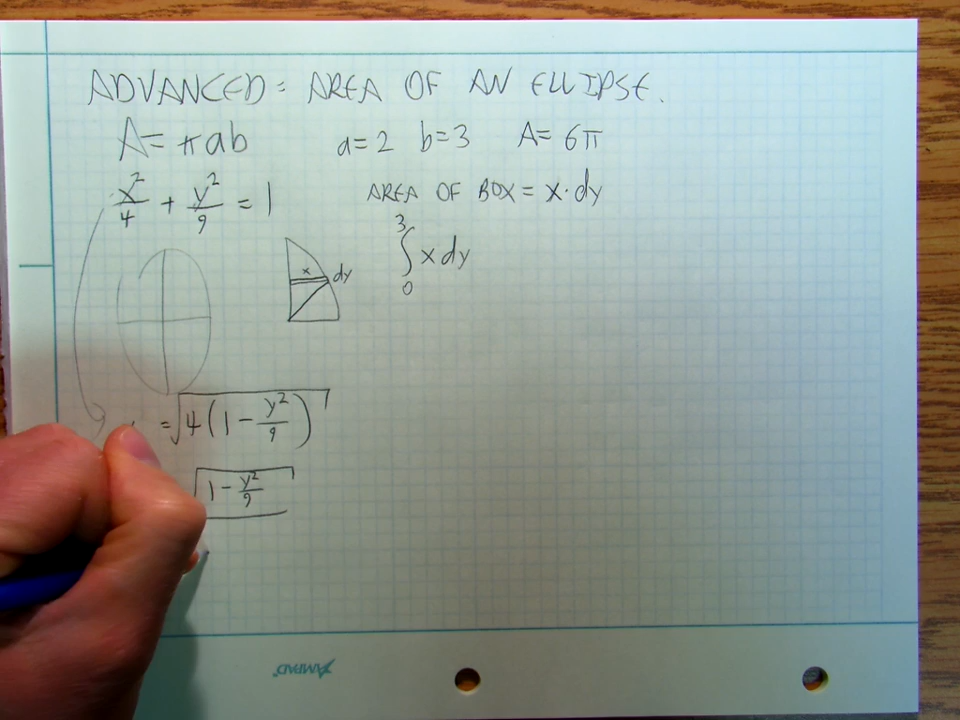 ADVANCED: AREA OF AN ELLIPSE.
A = πab a=2 b=3 A= 6π
x²/4 + y²/9 = 1 AREA OF BOX = x·dy
∫₀³ x dy
x dy
= √(4(1 - y²/9))
√(1 - y²/9)
AMPAD